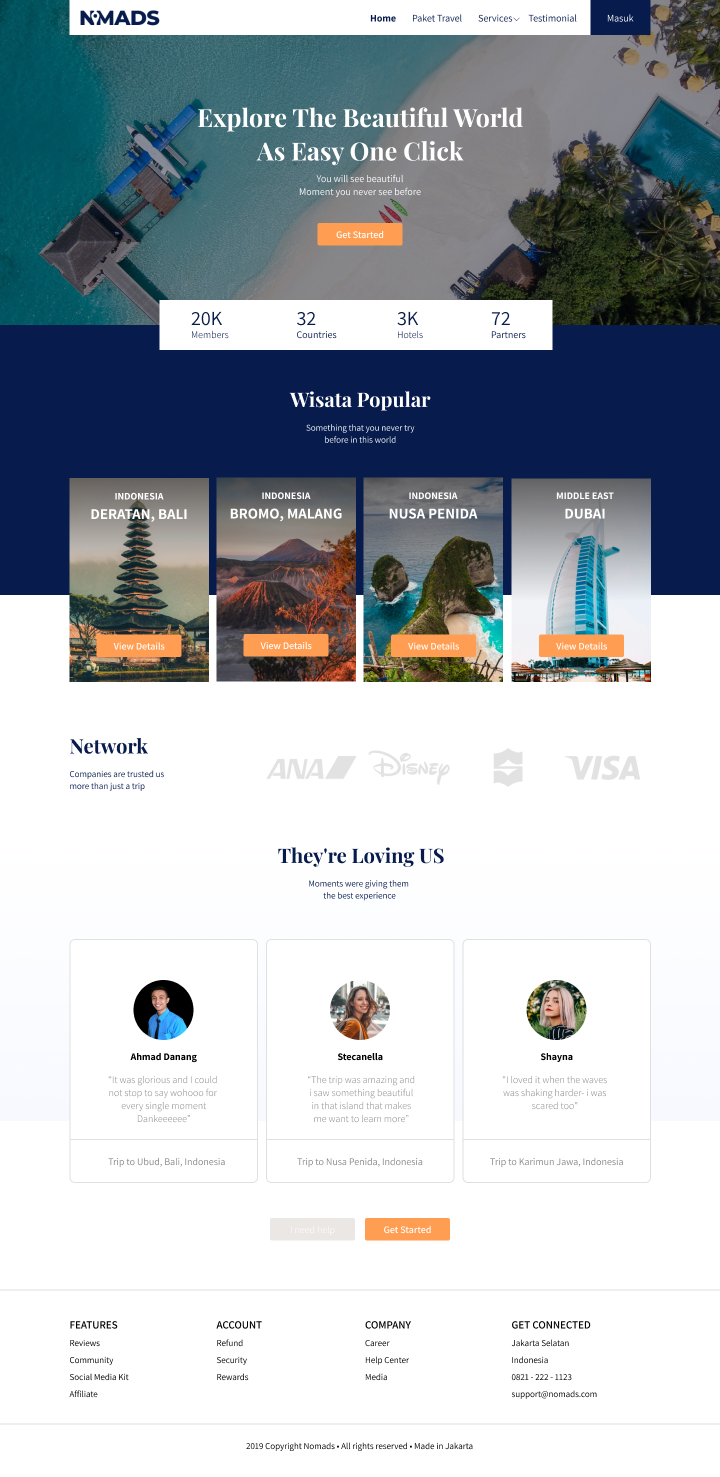 NOMADS
Home Paket Travel Services Testimonial Masuk
Explore The Beautiful World
As Easy One Click
You will see beautiful
Moment you never see before
Get Started
20K 32 3K 72
Members Countries Hotels Partners
Wisata Popular
Something that you never try
before in this world
INDONESIA
DERATAN, BALI
View Details
INDONESIA
BROMO, MALANG
View Details
INDONESIA
NUSA PENIDA
View Details
MIDDLE EAST
DUBAI
View Details
Network
Companies are trusted us
more than just a trip
ANA Disney VISA
They're Loving US
Moments were giving them
the best experience
Ahmad Danang
“It was glorious and I could
not stop to say wohooo for
every single moment
Dankeeeeee”
Trip to Ubud, Bali, Indonesia
Stecanella
“The trip was amazing and
i saw something beautiful
in that island that makes
me want to learn more”
Trip to Nusa Penida, Indonesia
Shayna
“I loved it when the waves
was shaking harder- i was
scared too”
Trip to Karimun Jawa, Indonesia
I need help Get Started
FEATURES
Reviews
Community
Social Media Kit
Affiliate
ACCOUNT
Refund
Security
Rewards
COMPANY
Career
Help Center
Media
GET CONNECTED
Jakarta Selatan
Indonesia
0821 - 222 - 1123
support@nomads.com
2019 Copyright Nomads • All rights reserved • Made in Jakarta